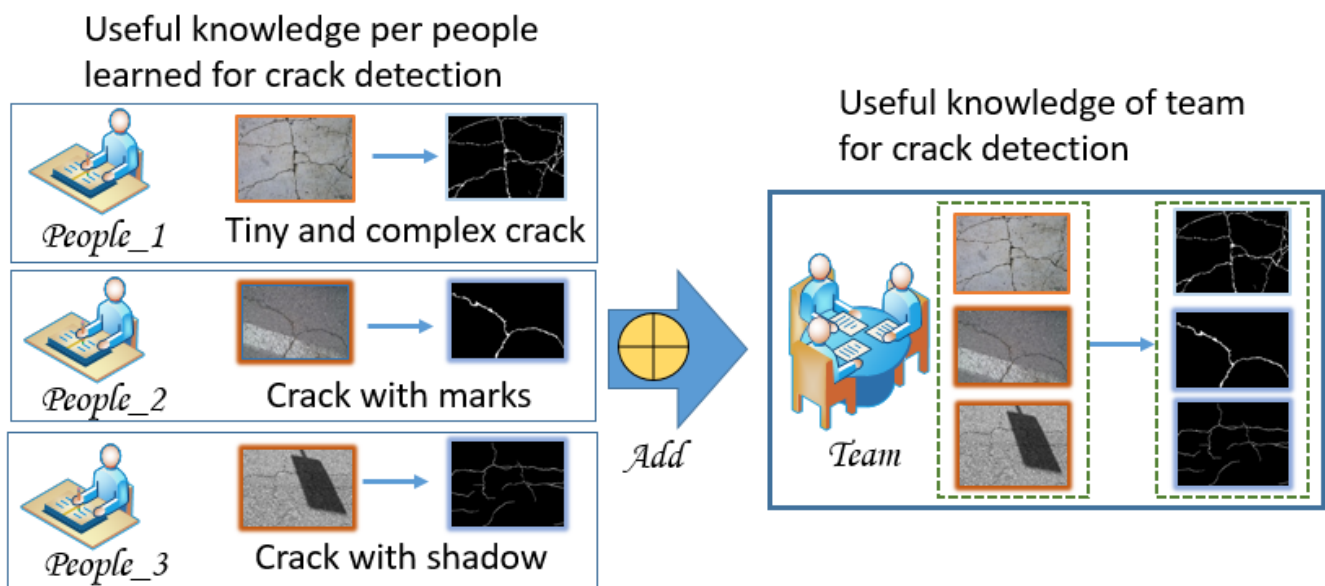 Useful knowledge per people
learned for crack detection
People_1
Tiny and complex crack
People_2
Crack with marks
People_3
Crack with shadow
Add
Useful knowledge of team
for crack detection
Team